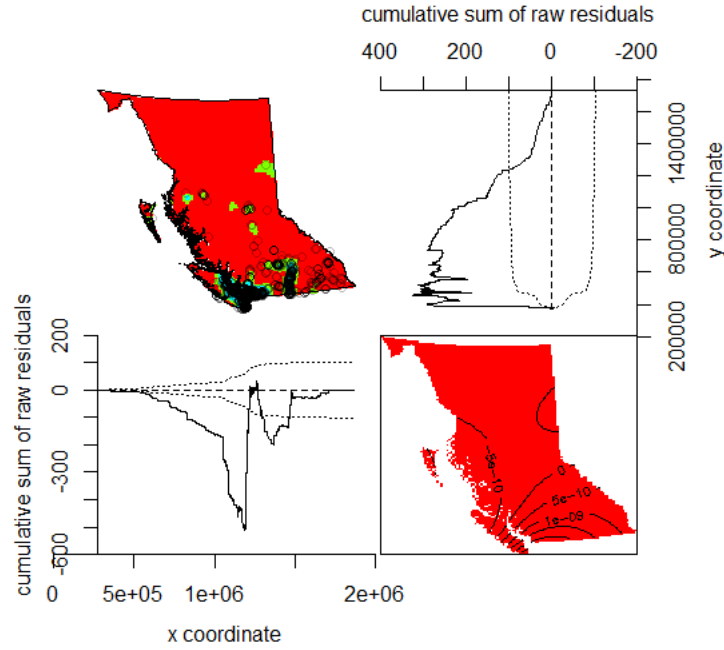 cumulative sum of raw residuals
400 200 0 -200
200000 800000 1400000
y coordinate
cumulative sum of raw residuals
-600 -300 0 200
0 5e+05 1e+06 2e+06
x coordinate
-5e-10
0
5e-10
1e-09